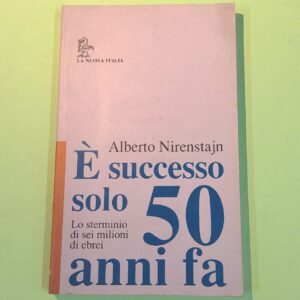 LA NUOVA ITALIA
Alberto Nirenstajn
È successo
solo 50
Lo sterminio
di sei milioni
di ebrei
anni fa